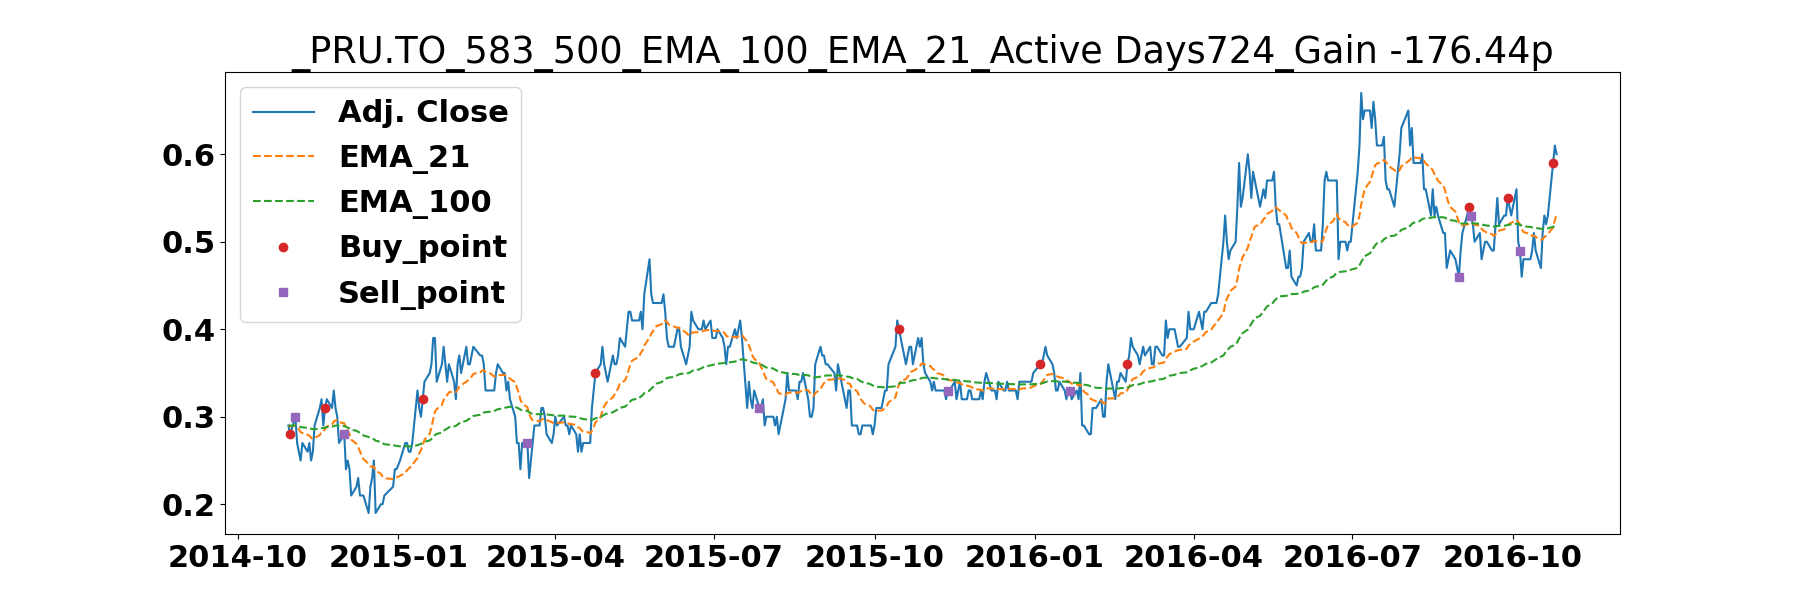 _PRU.TO_583_500_EMA_100_EMA_21_Active Days724_Gain -176.44p
Adj. Close
EMA_21
EMA_100
Buy_point
Sell_point
0.6
0.5
0.4
0.3
0.2
2014-10 2015-01 2015-04 2015-07 2015-10 2016-01 2016-04 2016-07 2016-10